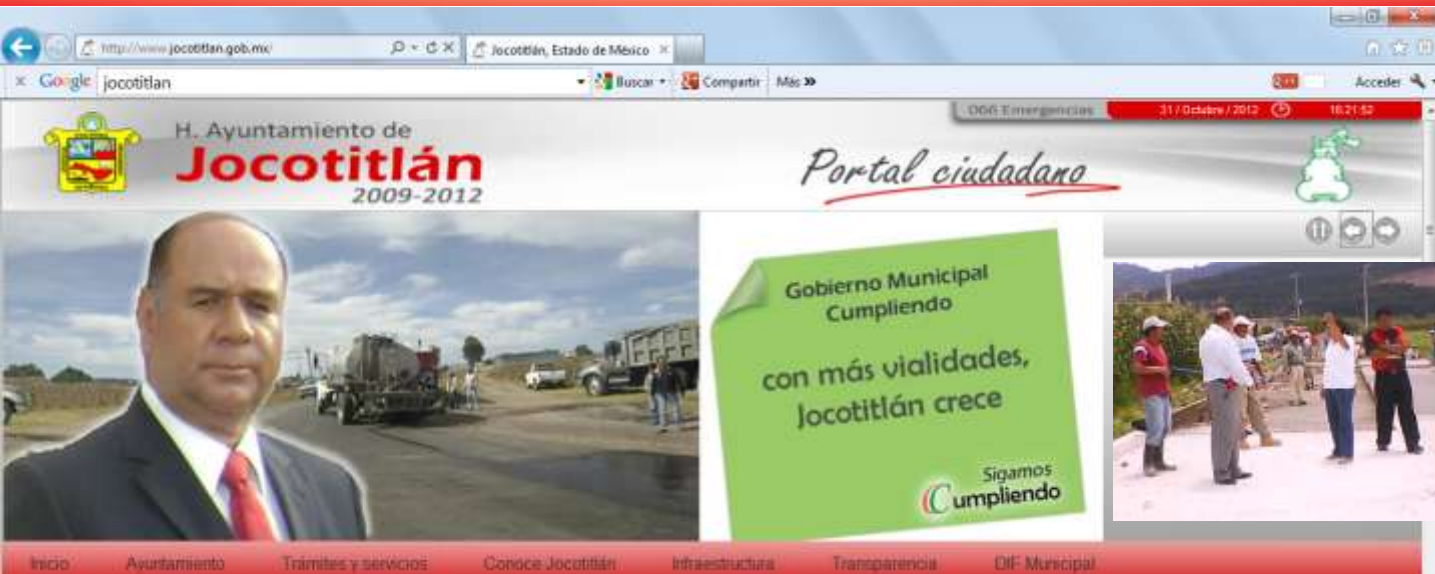 http://www.jocotitlan.gob.mx/
Jocotitlán, Estado de México
Google jocotitlan Buscar Compartir Más » Acceder
066 Emergencias 31 / Octubre / 2012 16:21:52
H. Ayuntamiento de
Jocotitlán
2009-2012
Portal ciudadano
Gobierno Municipal
Cumpliendo
con más vialidades,
Jocotitlán crece
Sigamos
Cumpliendo
Inicio Ayuntamiento Trámites y servicios Conoce Jocotitlán Infraestructura Transparencia DIF Municipal